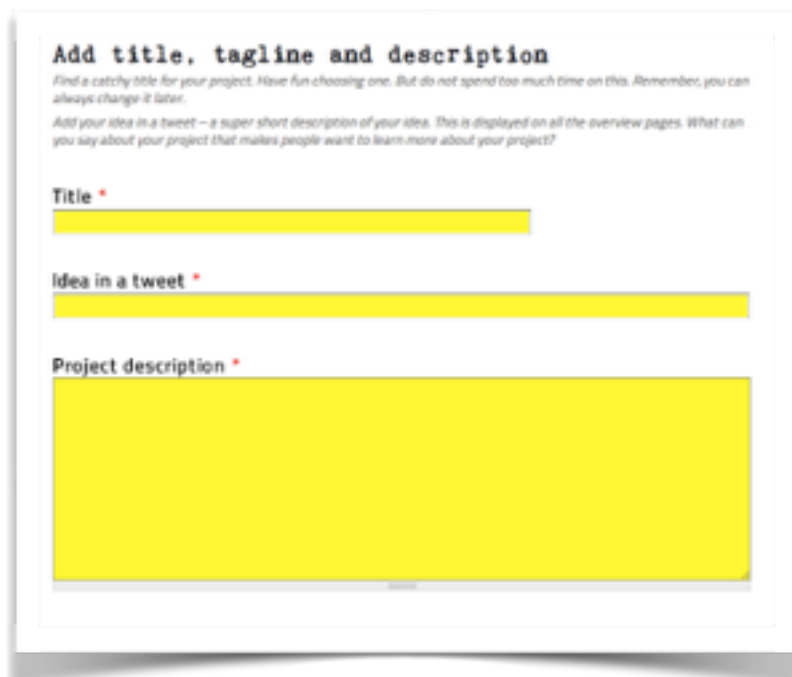 Add title, tagline and description
Find a catchy title for your project. Have fun choosing one. But do not spend too much time on this. Remember, you can
always change it later.
Add your idea in a tweet – a super short description of your idea. This is displayed on all the overview pages. What can
you say about your project that makes people want to learn more about your project?
Title *
Idea in a tweet *
Project description *